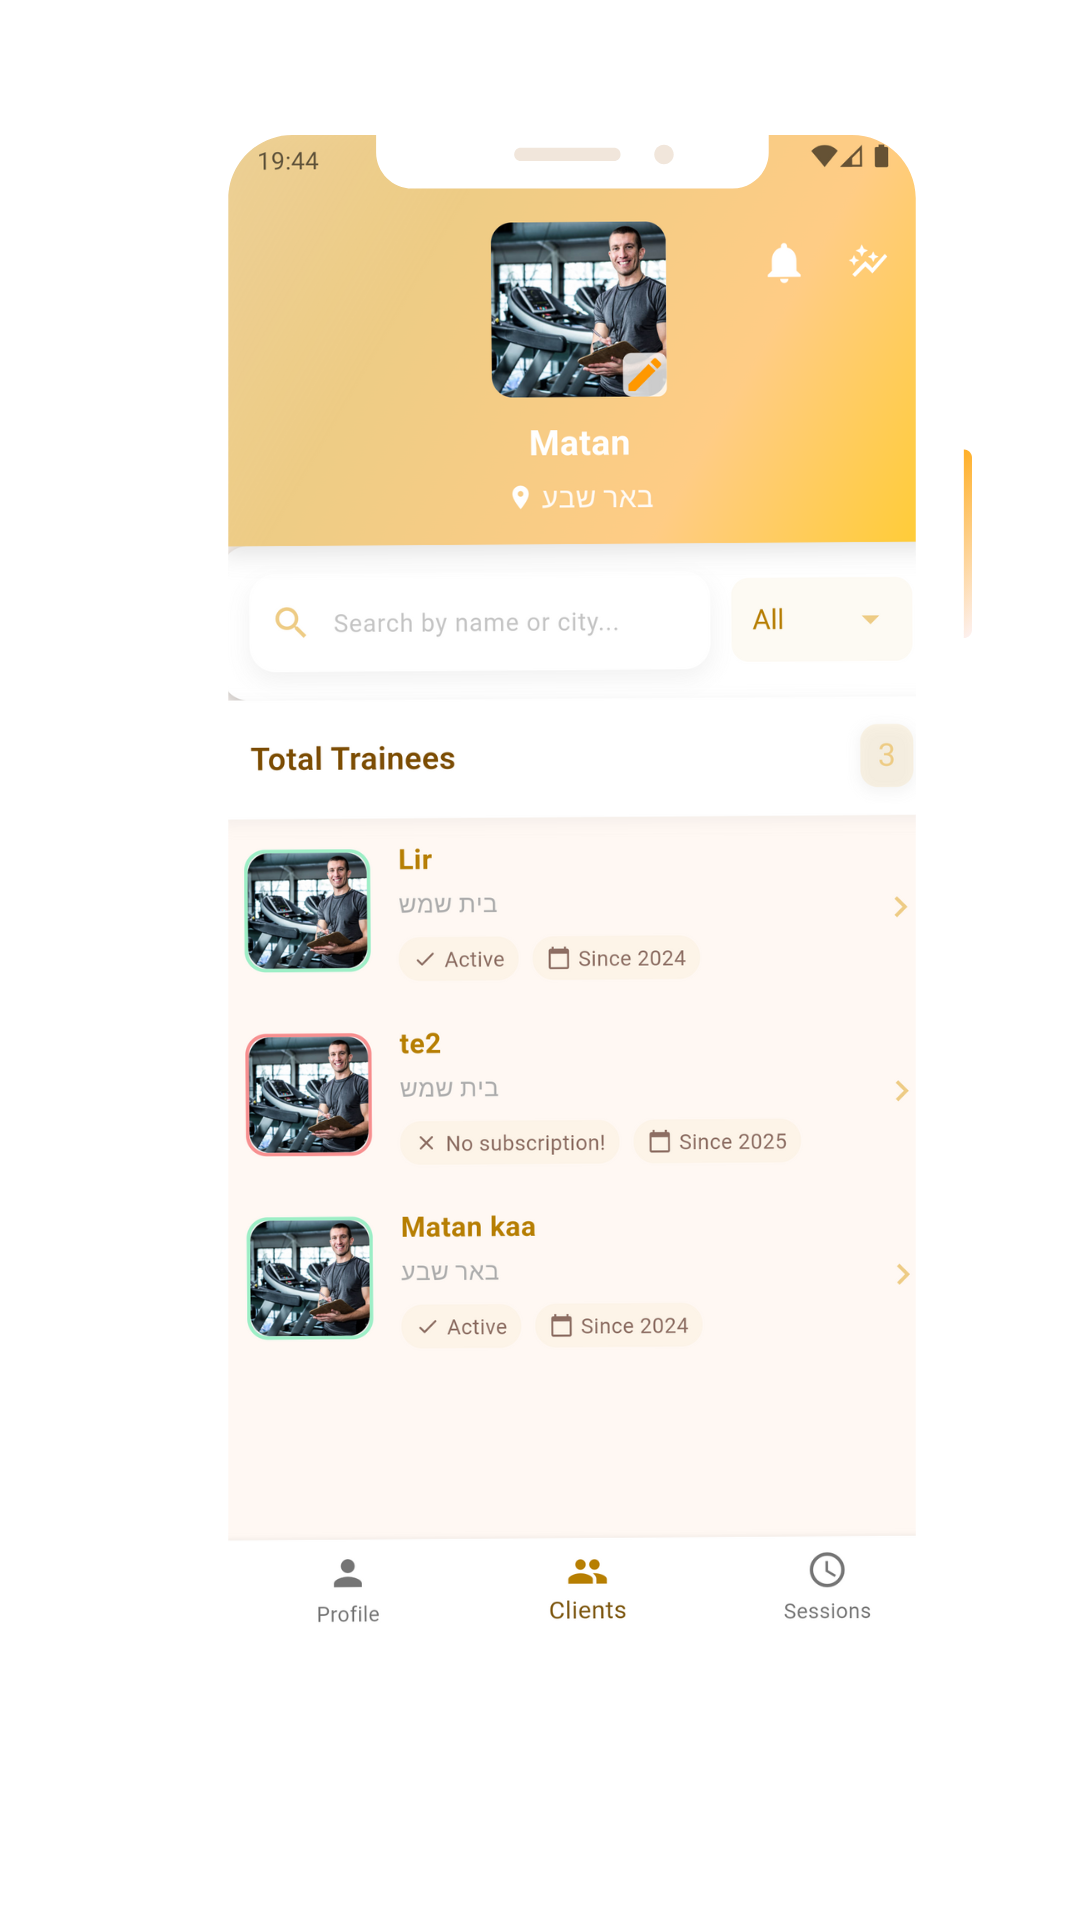 19:44
Matan
באר שבע
Search by name or city...
All
Total Trainees
3
Lir
בית שמש
Active
Since 2024
te2
בית שמש
No subscription!
Since 2025
Matan kaa
באר שבע
Active
Since 2024
Profile
Clients
Sessions